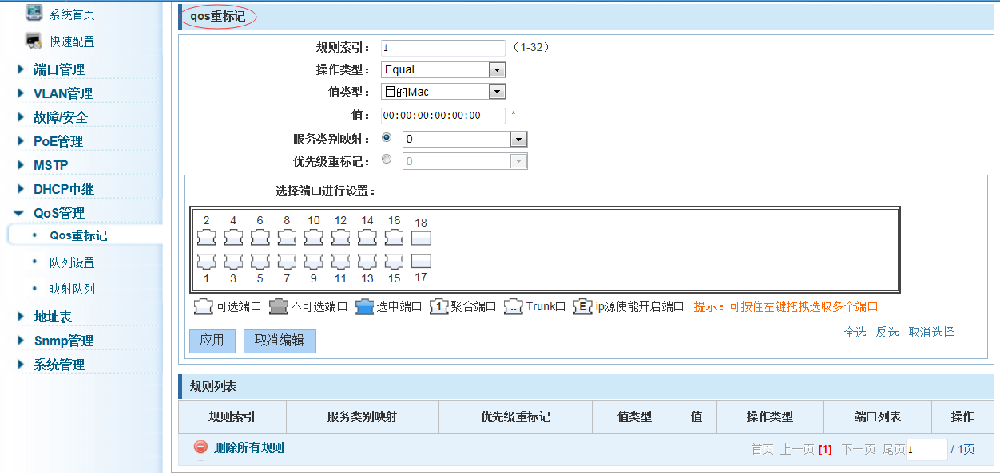 系统首页
快速配置
端口管理
VLAN管理
故障/安全
PoE管理
MSTP
DHCP中继
QoS管理
Qos重标记
队列设置
映射队列
地址表
Snmp管理
系统管理
qos重标记
规则索引： 1 （1-32）
操作类型： Equal
值类型： 目的Mac
值： 00:00:00:00:00:00 *
服务类别映射： 0
优先级重标记： 0
选择端口进行设置：
2 4 6 8 10 12 14 16 18
1 3 5 7 9 11 13 15 17
可选端口 不可选端口 选中端口 1 聚合端口 .. Trunk口 E ip源使能开启端口 提示：可按住左键拖拽选取多个端口
全选 反选 取消选择
应用 取消编辑
规则列表
规则索引 服务类别映射 优先级重标记 值类型 值 操作类型 端口列表 操作
删除所有规则 首页 上一页 [1] 下一页 尾页 1 / 1页